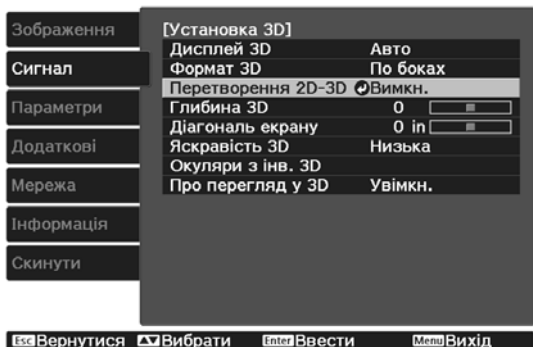 Зображення
Сигнал
Параметри
Додаткові
Мережа
Інформація
Скинути
[Установка 3D]
Дисплей 3D Авто
Формат 3D По боках
Перетворення 2D-3D Вимкн.
Глибина 3D 0
Діагональ екрану 0 in
Яскравість 3D Низька
Окуляри з інв. 3D
Про перегляд у 3D Увімкн.
Esc Вернутися Вибрати Enter Ввести Menu Вихід